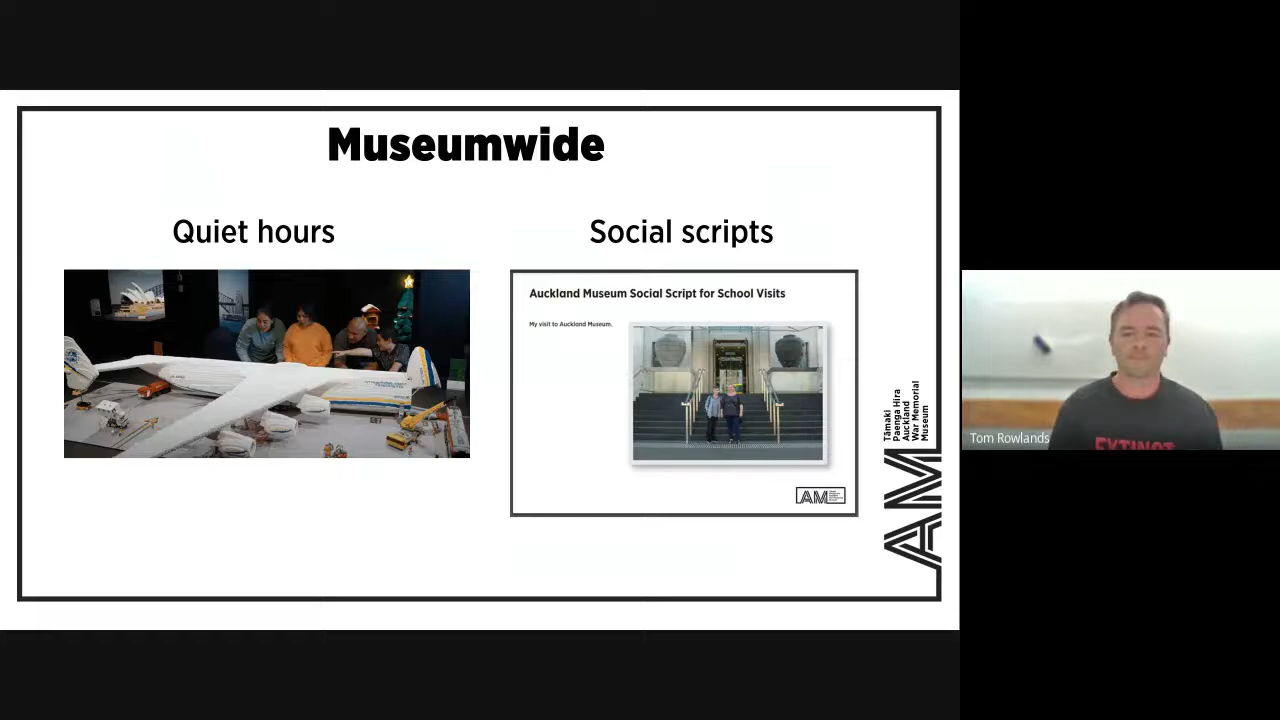 Museumwide
Quiet hours
Social scripts
Auckland Museum Social Script for School Visits
My visit to Auckland Museum.
AM
Tāmaki
Paenga Hira
Auckland
War Memorial
Museum
AM
Tom Rowlands
EXTINCT